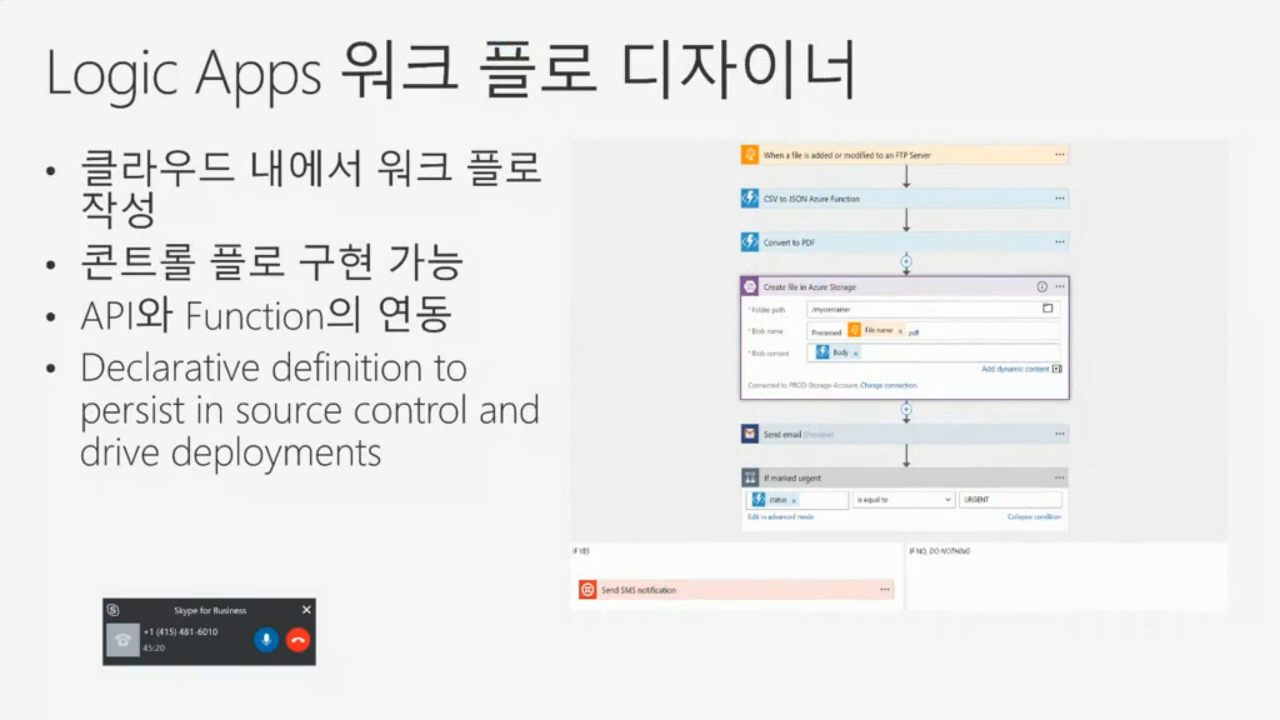 Logic Apps 워크 플로 디자이너
• 클라우드 내에서 워크 플로
작성
• 콘트롤 플로 구현 가능
• API와 Function의 연동
• Declarative definition to
persist in source control and
drive deployments
When a file is added or modified to an FTP Server
CSV to JSON Azure Function
Convert to PDF
Create file in Azure Storage
*Folder path /mycontainer
*Blob name Processed- File name x .pdf
*Blob content Body x
Add dynamic content
Connected to PROD-Storage-Account. Change connection.
Send email (Preview)
If marked urgent
status x is equal to URGENT
Edit in advanced mode Collapse condition
IF YES IF NO, DO NOTHING
Send SMS notification
Skype for Business
+1 (415) 481-6010
45:20